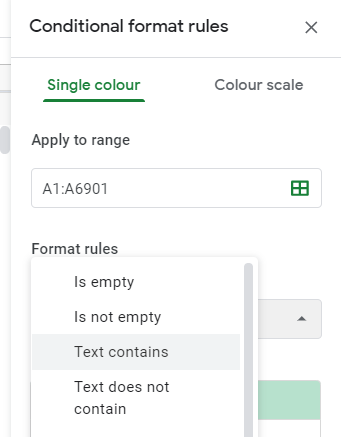 Conditional format rules
Single colour
Colour scale
Apply to range
A1:A6901
Format rules
Is empty
Is not empty
Text contains
Text does not
contain